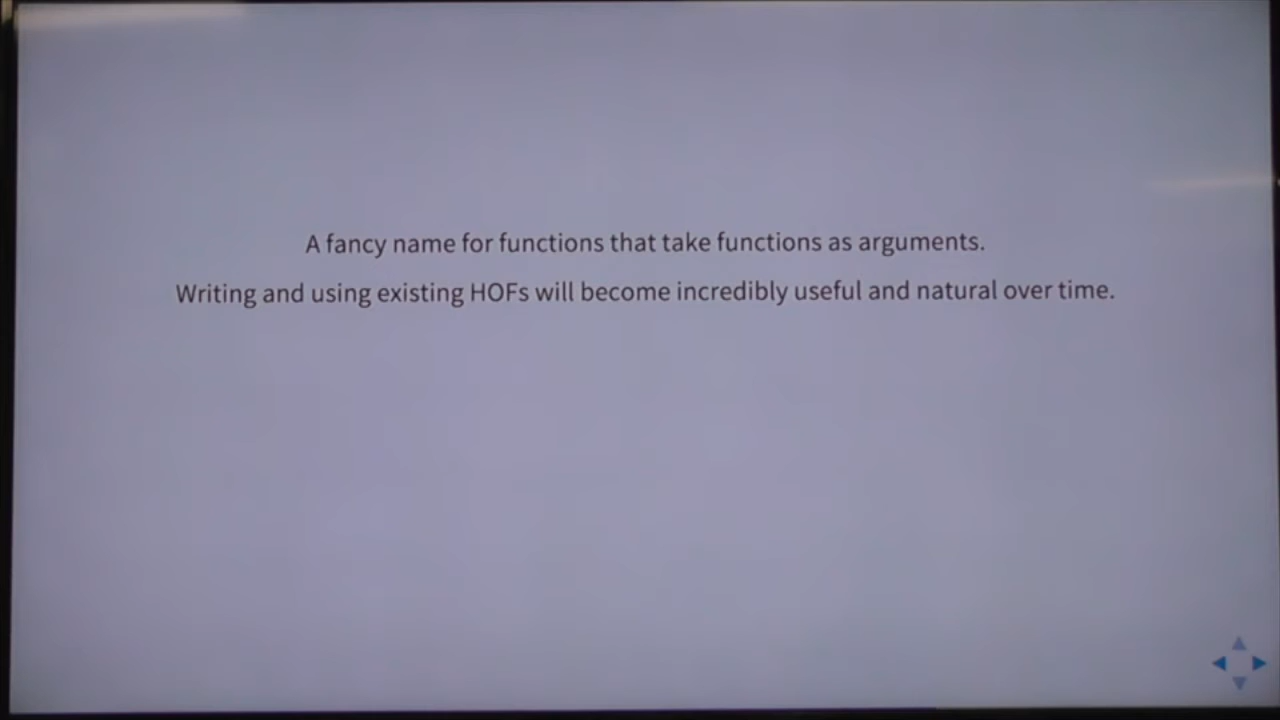 A fancy name for functions that take functions as arguments.
Writing and using existing HOFs will become incredibly useful and natural over time.